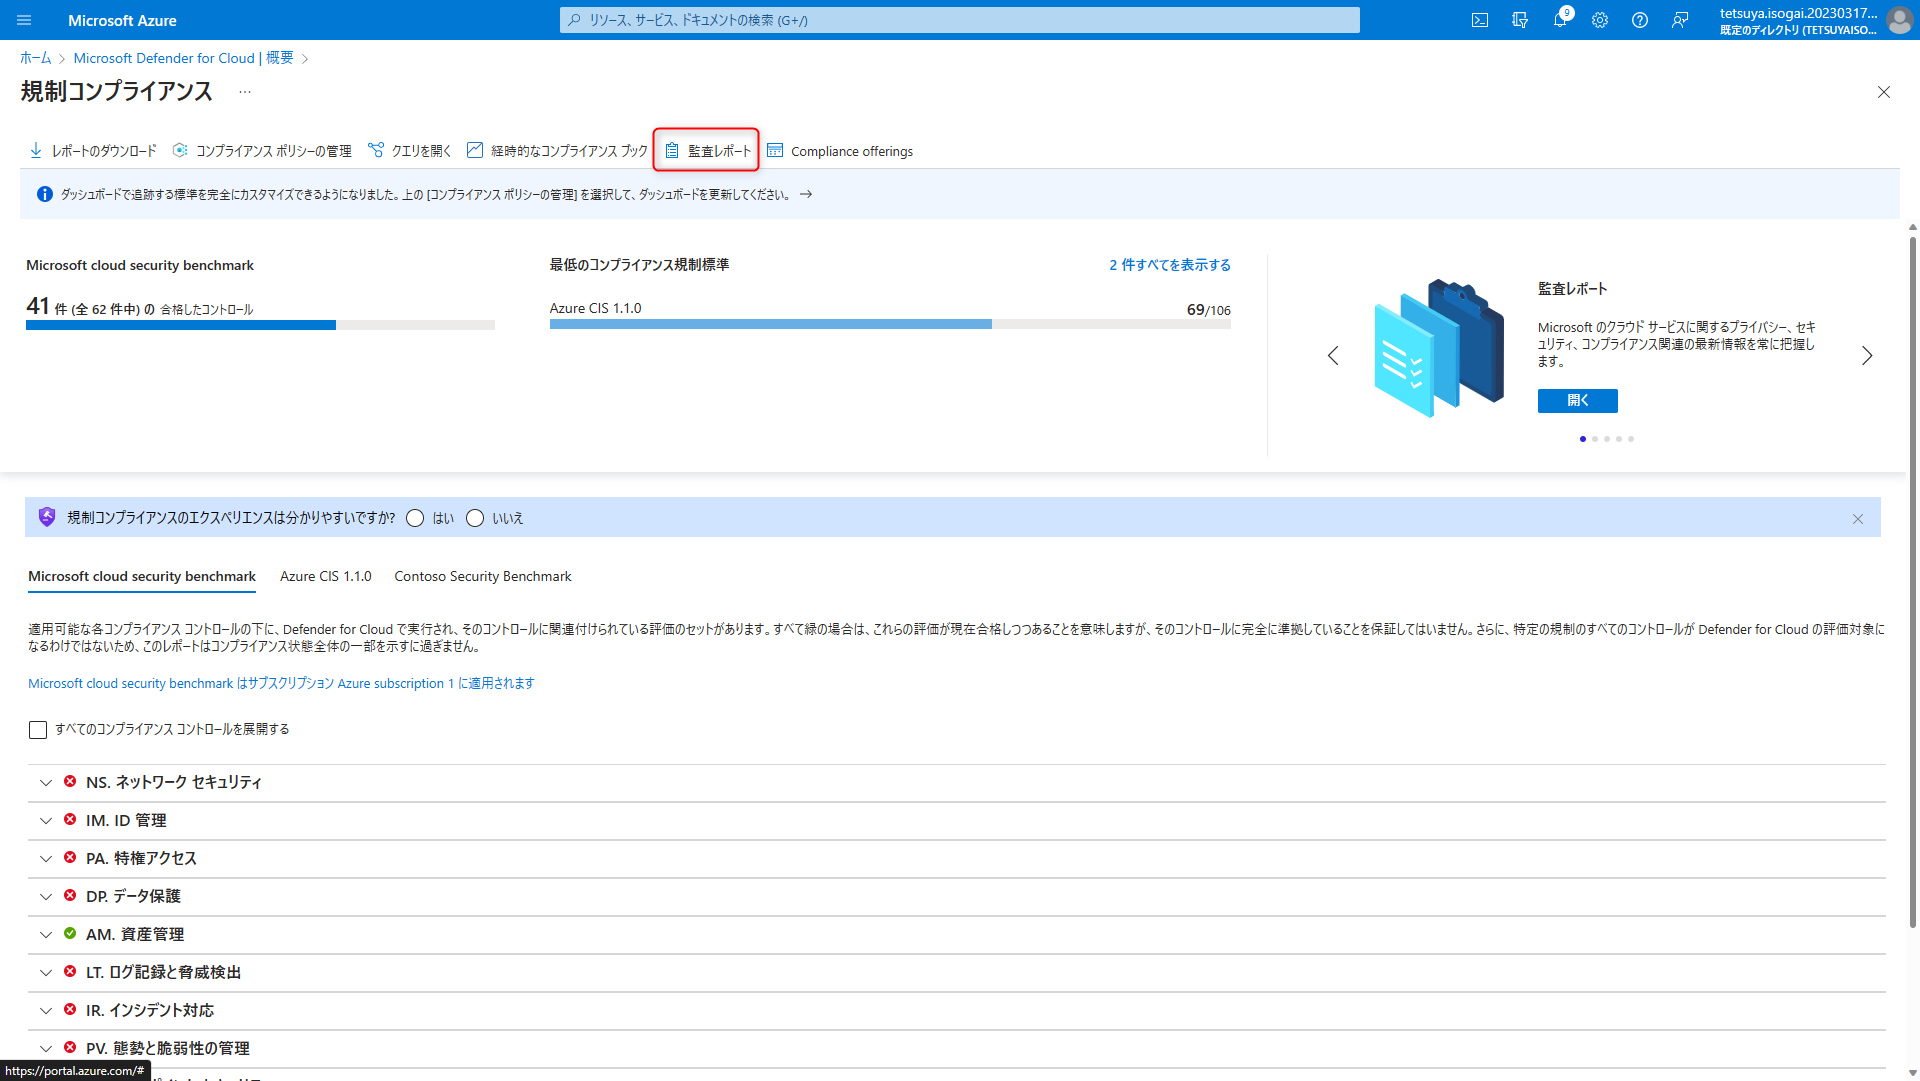 Microsoft Azure
リソース、サービス、ドキュメントの検索 (G+/)
9
tetsuya.isogai.20230317...
既定のディレクトリ (TETSUYAISO...
ホーム > Microsoft Defender for Cloud | 概要 >
規制コンプライアンス ...
レポートのダウンロード
コンプライアンス ポリシーの管理
クエリを開く
経時的なコンプライアンス ブック
監査レポート
Compliance offerings
ダッシュボードで追跡する標準を完全にカスタマイズできるようになりました。上の [コンプライアンス ポリシーの管理] を選択して、ダッシュボードを更新してください。 →
Microsoft cloud security benchmark
41 件 (全 62 件中) の 合格したコントロール
最低のコンプライアンス規制標準
2 件すべてを表示する
Azure CIS 1.1.0
69/106
監査レポート
Microsoft のクラウド サービスに関するプライバシー、セキ
ュリティ、コンプライアンス関連の最新情報を常に把握し
ます。
開く
規制コンプライアンスのエクスペリエンスは分かりやすいですか? はい いいえ
Microsoft cloud security benchmark
Azure CIS 1.1.0
Contoso Security Benchmark
適用可能な各コンプライアンス コントロールの下に、Defender for Cloud で実行され、そのコントロールに関連付けられている評価のセットがあります。すべて緑の場合は、これらの評価が現在合格しつつあることを意味しますが、そのコントロールに完全に準拠していることを保証してはいません。さらに、特定の規制のすべてのコントロールが Defender for Cloud の評価対象に
なるわけではないため、このレポートはコンプライアンス状態全体の一部を示すに過ぎません。
Microsoft cloud security benchmark はサブスクリプション Azure subscription 1 に適用されます
すべてのコンプライアンス コントロールを展開する
NS. ネットワーク セキュリティ
IM. ID 管理
PA. 特権アクセス
DP. データ保護
AM. 資産管理
LT. ログ記録と脅威検出
IR. インシデント対応
PV. 態勢と脆弱性の管理
https://portal.azure.com/#